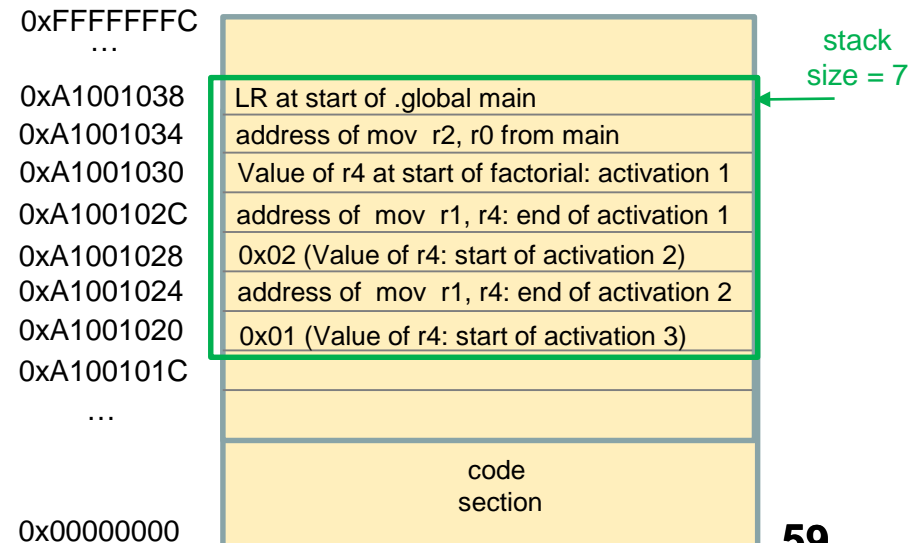 0xFFFFFFFC
…
stack
size = 7
0xA1001038 LR at start of .global main
0xA1001034 address of mov r2, r0 from main
0xA1001030 Value of r4 at start of factorial: activation 1
0xA100102C address of mov r1, r4: end of activation 1
0xA1001028 0x02 (Value of r4: start of activation 2)
0xA1001024 address of mov r1, r4: end of activation 2
0xA1001020 0x01 (Value of r4: start of activation 3)
0xA100101C
…
code
section
0x00000000
59